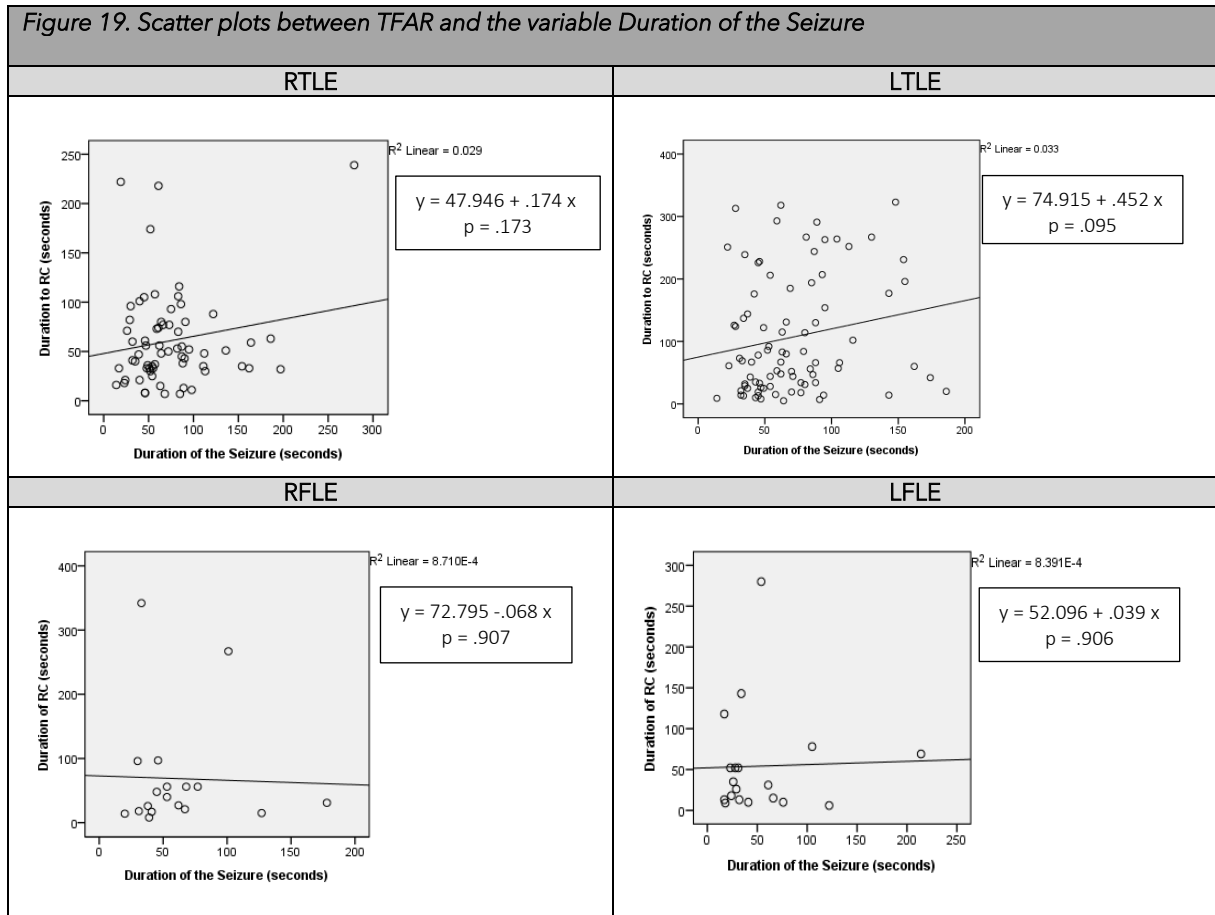 Figure 19. Scatter plots between TFAR and the variable Duration of the Seizure
RTLE
R2 Linear = 0.029
y = 47.946 + .174 x
p = .173
Duration to RC (seconds)
250
200
150
100
50
0
0 50 100 150 200 250 300
Duration of the Seizure (seconds)
LTLE
R2 Linear = 0.033
y = 74.915 + .452 x
p = .095
Duration to RC (seconds)
400
300
200
100
0
0 50 100 150 200
Duration of the Seizure (seconds)
RFLE
R2 Linear = 8.710E-4
y = 72.795 -.068 x
p = .907
Duration of RC (seconds)
400
300
200
100
0
0 50 100 150 200
Duration of the Seizure (seconds)
LFLE
R2 Linear = 8.391E-4
y = 52.096 + .039 x
p = .906
Duration of RC (seconds)
300
250
200
150
100
50
0
0 50 100 150 200 250
Duration of the Seizure (seconds)